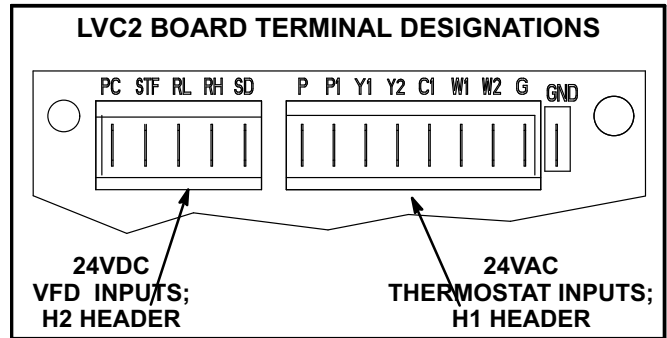 LVC2 BOARD TERMINAL DESIGNATIONS
PC STF RL RH SD P P1 Y1 Y2 C1 W1 W2 G GND
24VDC
VFD INPUTS;
H2 HEADER
24VAC
THERMOSTAT INPUTS;
H1 HEADER